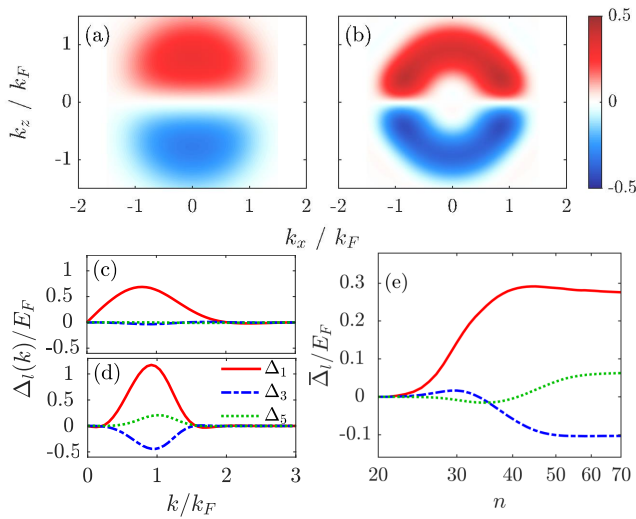 (a)
(b)
k_z / k_F
1
0
-1
-2 -1 0 1 2
-2 -1 0 1 2
k_x / k_F
0.5
0
-0.5
(c)
1
0.5
0
-0.5
Δ_l(k)/E_F
(d)
1
0.5
0
-0.5
Δ_1
Δ_3
Δ_5
0 1 2 3
k/k_F
(e)
Δ̅_l/E_F
0.3
0.2
0.1
0
-0.1
20 30 40 50 60 70
n